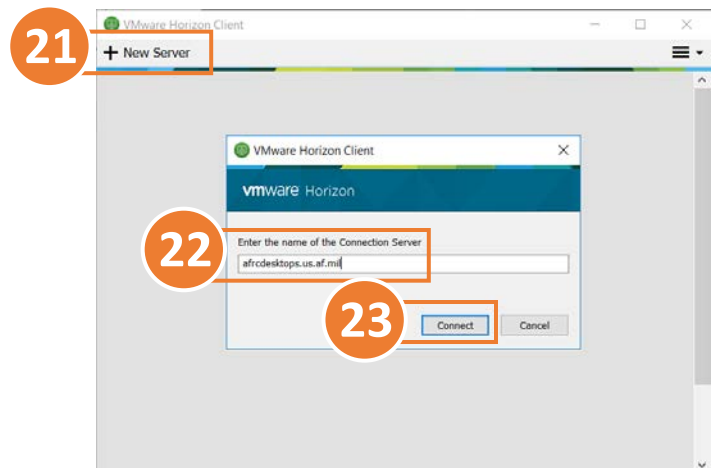 VMware Horizon Client
21
+ New Server
VMware Horizon Client
vmware Horizon
22
Enter the name of the Connection Server
afrcdesktops.us.af.mil
23
Connect Cancel